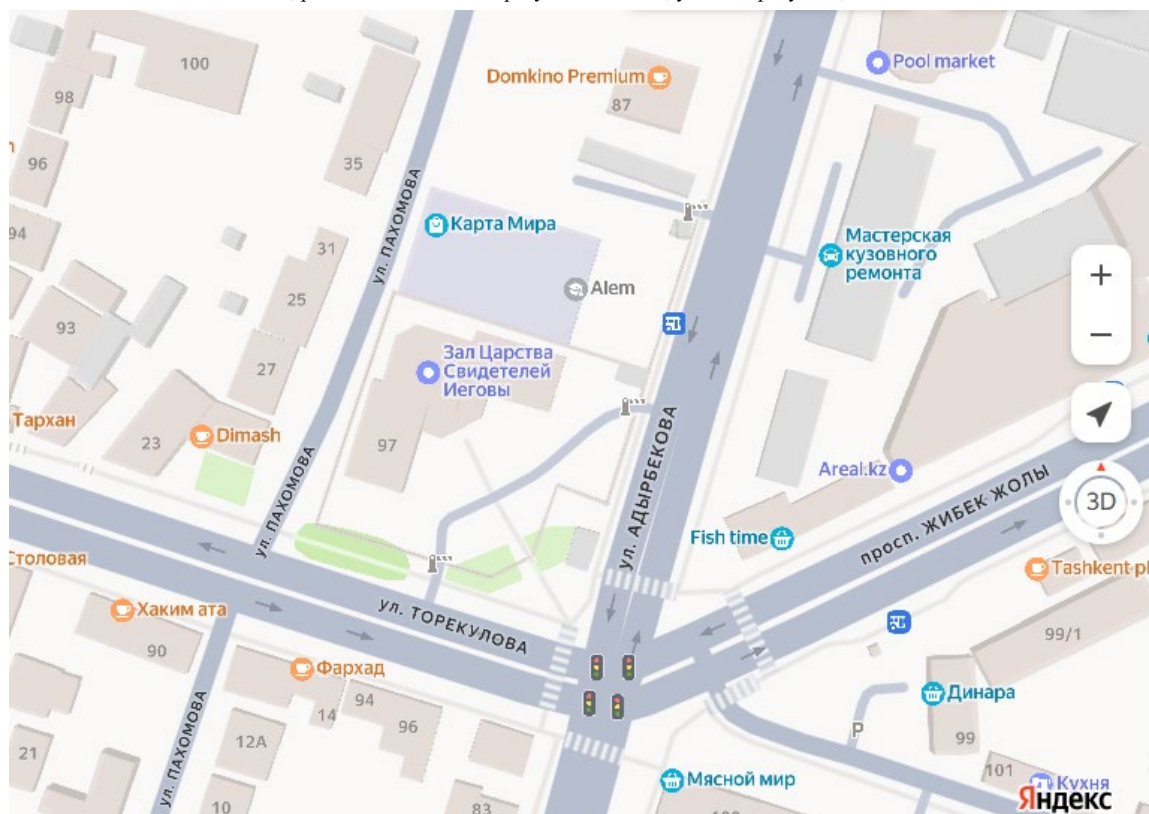 100
98
Domkino Premium
87
Pool market
96
35
ул. ПАХОМОВА
94
Карта Мира
31
Мастерская
кузовного
ремонта
Alem
25
93
27
Зал Царства
Свидетелей
Иеговы
Тархан
23
Dimash
97
ул. АДЫРБЕКОВА
Areal.kz
3D
ул. ПАХОМОВА
просп. ЖИБЕК ЖОЛЫ
Fish time
Столовая
Tashkent pl
Хаким ата
ул. ТОРЕКУЛОВА
90
99/1
Фархад
94
14
96
Динара
ул. ПАХОМОВА
12А
P
99
21
101
Мясной мир
Кухня
Яндекс
10
83